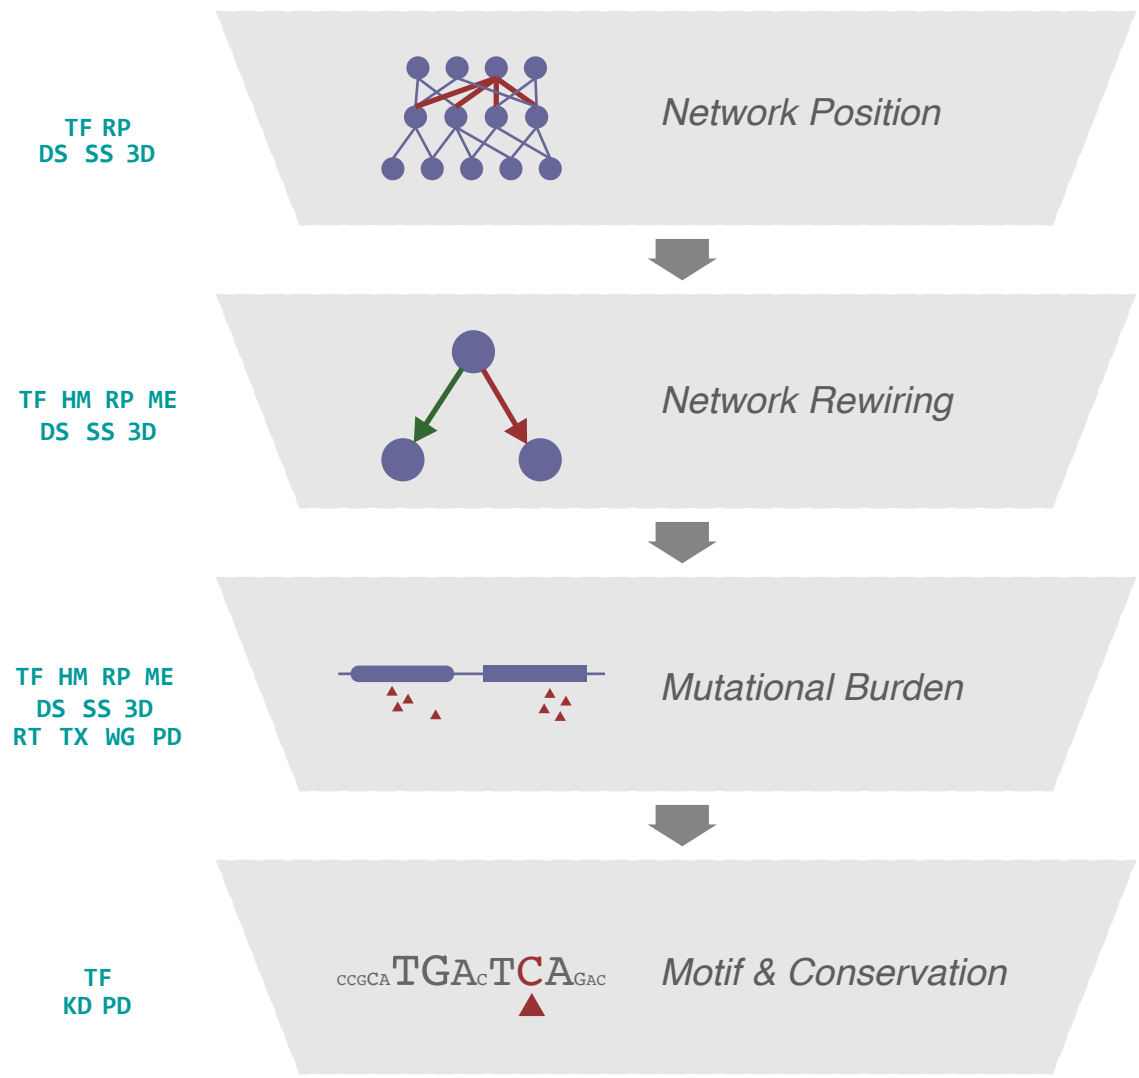 TF RP
DS SS 3D
Network Position
TF HM RP ME
DS SS 3D
Network Rewiring
TF HM RP ME
DS SS 3D
RT TX WG PD
Mutational Burden
TF
KD PD
CCGCATGACTCAGAC
Motif & Conservation